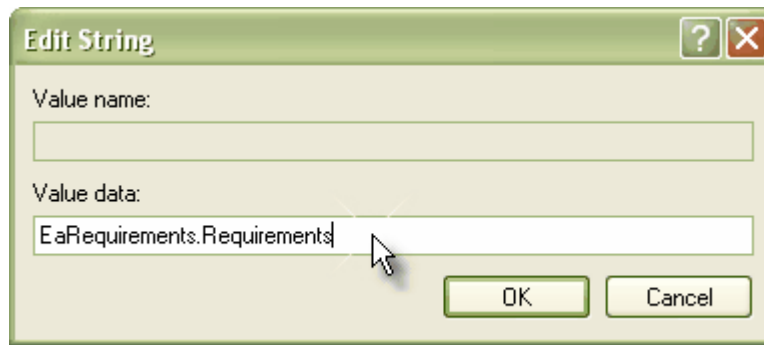 Edit String
Value name:
Value data:
EaRequirements.Requirements
OK Cancel